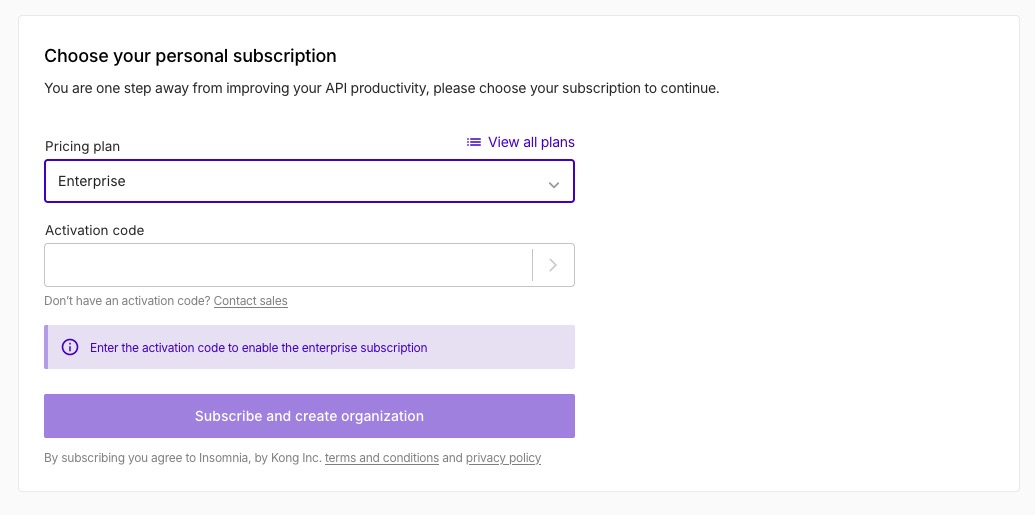 Choose your personal subscription
You are one step away from improving your API productivity, please choose your subscription to continue.
Pricing plan
View all plans
Enterprise
Activation code
Don't have an activation code? Contact sales
Enter the activation code to enable the enterprise subscription
Subscribe and create organization
By subscribing you agree to Insomnia, by Kong Inc. terms and conditions and privacy policy